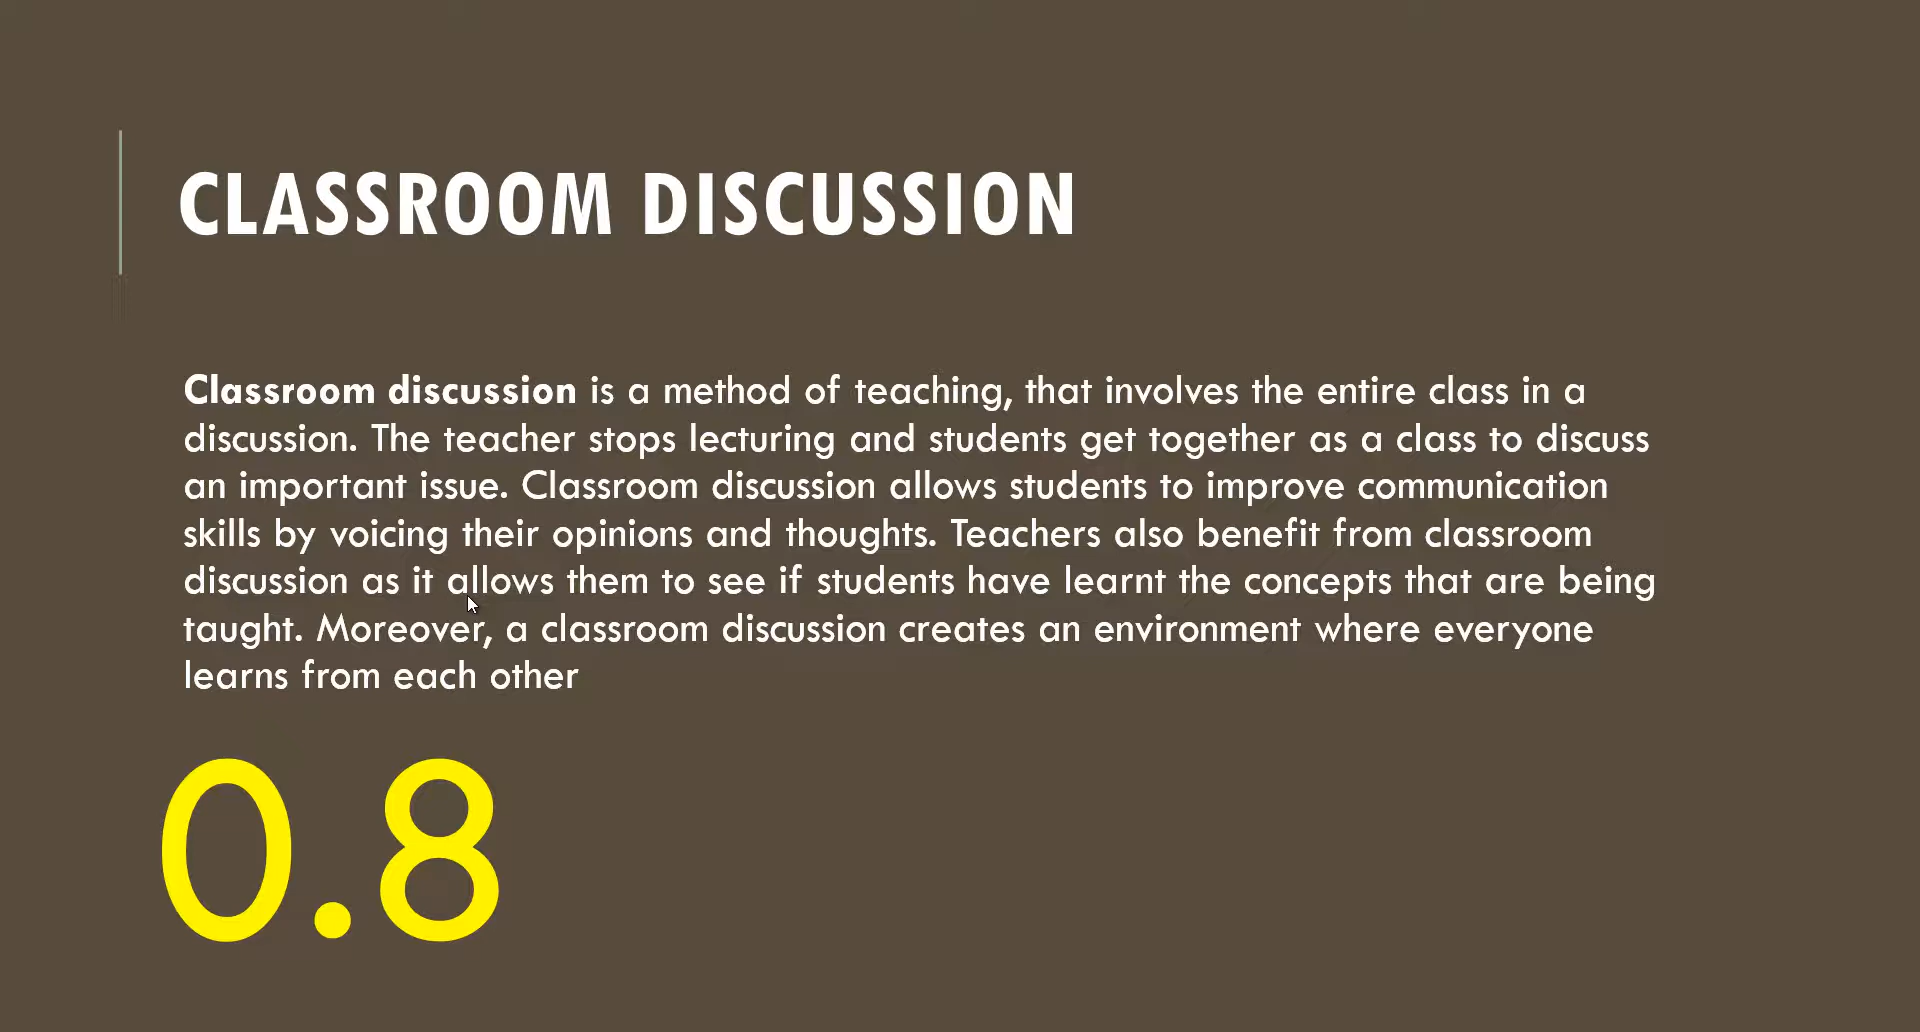 CLASSROOM DISCUSSION
Classroom discussion is a method of teaching, that involves the entire class in a
discussion. The teacher stops lecturing and students get together as a class to discuss
an important issue. Classroom discussion allows students to improve communication
skills by voicing their opinions and thoughts. Teachers also benefit from classroom
discussion as it allows them to see if students have learnt the concepts that are being
taught. Moreover, a classroom discussion creates an environment where everyone
learns from each other
0.8